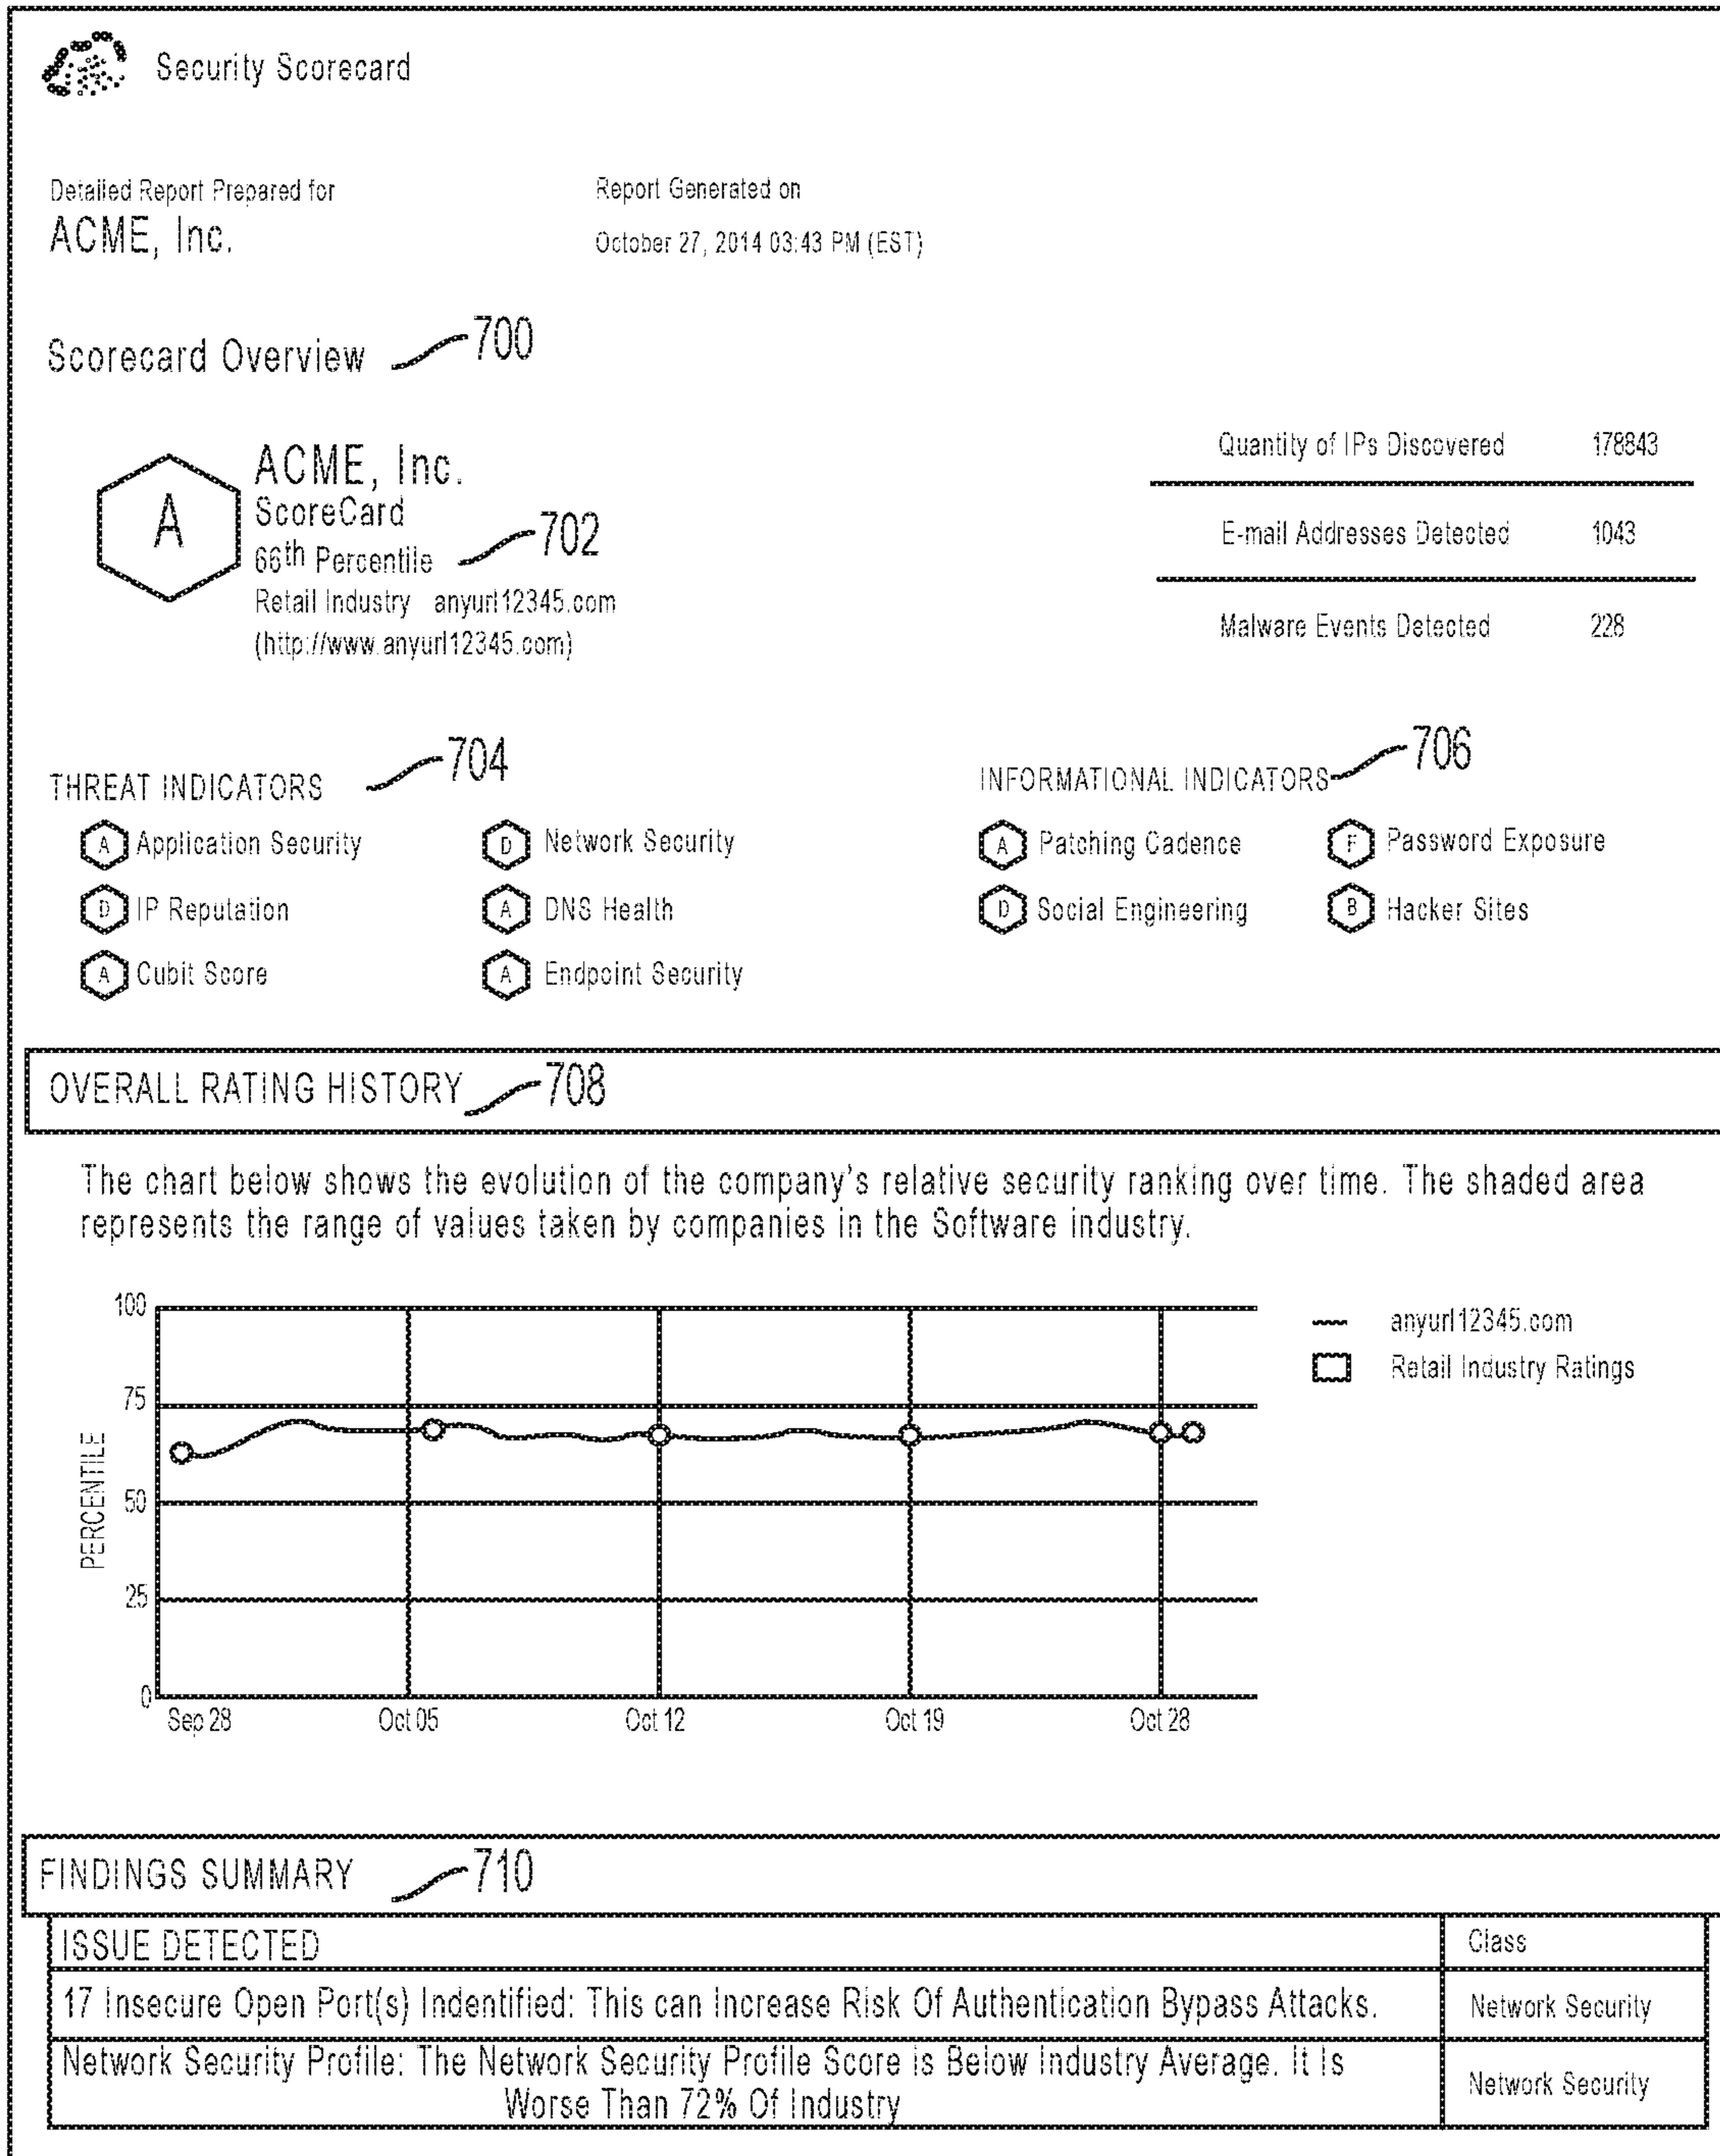 Security Scorecard
Detailed Report Prepared for
ACME, Inc.
Report Generated on
October 27, 2014 03:43 PM (EST)
Scorecard Overview 700
A
ACME, Inc.
ScoreCard
66th Percentile 702
Retail Industry anyurl12345.com
(http://www.anyurl12345.com)
Quantity of IPs Discovered 178843
E-mail Addresses Detected 1043
Malware Events Detected 228
THREAT INDICATORS 704
A Application Security D Network Security
D IP Reputation A DNS Health
A Cubit Score A Endpoint Security
INFORMATIONAL INDICATORS 706
A Patching Cadence F Password Exposure
D Social Engineering B Hacker Sites
OVERALL RATING HISTORY 708
The chart below shows the evolution of the company's relative security ranking over time. The shaded area
represents the range of values taken by companies in the Software industry.
PERCENTILE
100
75
50
25
0
Sep 28 Oct 05 Oct 12 Oct 19 Oct 28
anyurl12345.com
Retail Industry Ratings
FINDINGS SUMMARY 710
ISSUE DETECTED Class
17 Insecure Open Port(s) Indentified: This can Increase Risk Of Authentication Bypass Attacks. Network Security
Network Security Profile: The Network Security Profile Score is Below Industry Average. It Is
Worse Than 72% Of Industry Network Security